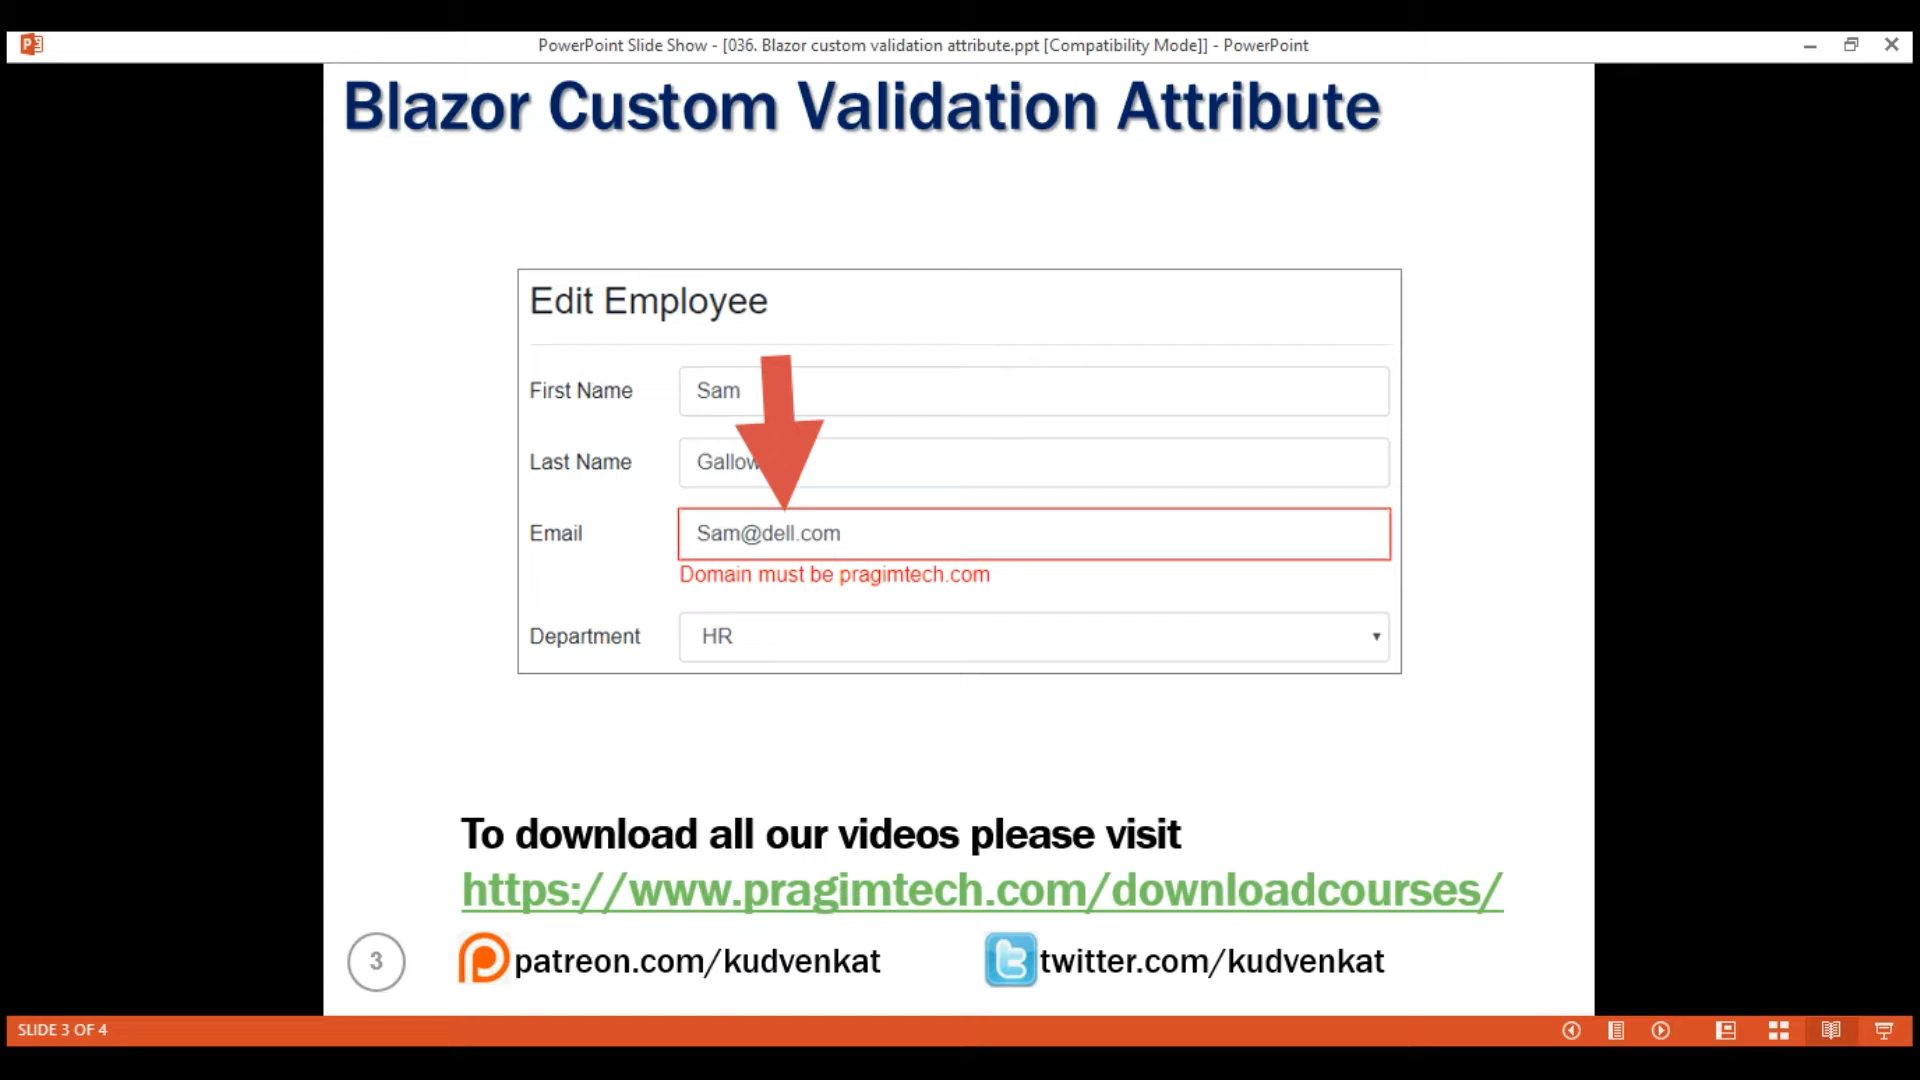 PowerPoint Slide Show - [036. Blazor custom validation attribute.ppt [Compatibility Mode]] - PowerPoint
Blazor Custom Validation Attribute
Edit Employee
First Name Sam
Last Name Gallow
Email Sam@dell.com
Domain must be pragimtech.com
Department HR
To download all our videos please visit
https://www.pragimtech.com/downloadcourses/
3 patreon.com/kudvenkat twitter.com/kudvenkat
SLIDE 3 OF 4